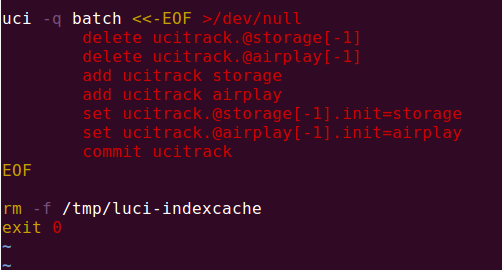 uci -q batch <<-EOF >/dev/null
        delete ucitrack.@storage[-1]
        delete ucitrack.@airplay[-1]
        add ucitrack storage
        add ucitrack airplay
        set ucitrack.@storage[-1].init=storage
        set ucitrack.@airplay[-1].init=airplay
        commit ucitrack
EOF

rm -f /tmp/luci-indexcache
exit 0
~
~